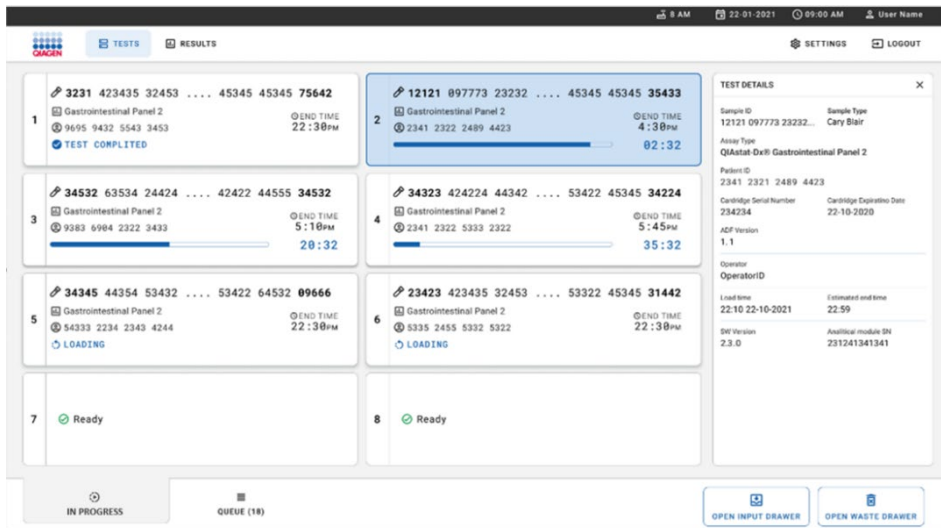 8 AM 22-01-2021 09:00 AM User Name
QIAGEN TESTS RESULTS SETTINGS LOGOUT
1
3231 423435 32453 .... 45345 45345 75642
Gastrointestinal Panel 2
9695 9432 5543 3453
END TIME
22:30PM
TEST COMPLITED
2
12121 097773 23232 .... 45345 45345 35433
Gastrointestinal Panel 2
2341 2322 2489 4423
END TIME
4:30PM
02:32
3
34532 63534 24424 .... 42422 44555 34532
Gastrointestinal Panel 2
9383 6904 2322 3433
END TIME
5:10PM
20:32
4
34323 424224 44342 .... 53422 45345 34224
Gastrointestinal Panel 2
2341 2322 5333 2322
END TIME
5:45PM
35:32
5
34345 44354 53432 .... 53422 64532 09666
Gastrointestinal Panel 2
54333 2234 2343 4244
END TIME
22:30PM
LOADING
6
23423 423435 32453 .... 53322 45345 31442
Gastrointestinal Panel 2
5335 2455 5332 5322
END TIME
22:30PM
LOADING
7 Ready
8 Ready
TEST DETAILS
Sample ID Sample Type
12121 097773 23232... Cary Blair
Assay Type
QIAstat-Dx® Gastrointestinal Panel 2
Patient ID
2341 2321 2489 4423
Cardridge Serial Number Cardridge Expiratino Date
234234 22-10-2020
ADF Version
1.1
Operator
OperatorID
Load time Estimated end time
22:10 22-10-2021 22:59
SW Version Analitical module SN
2.3.0 231241341341
IN PROGRESS QUEUE (18) OPEN INPUT DRAWER OPEN WASTE DRAWER